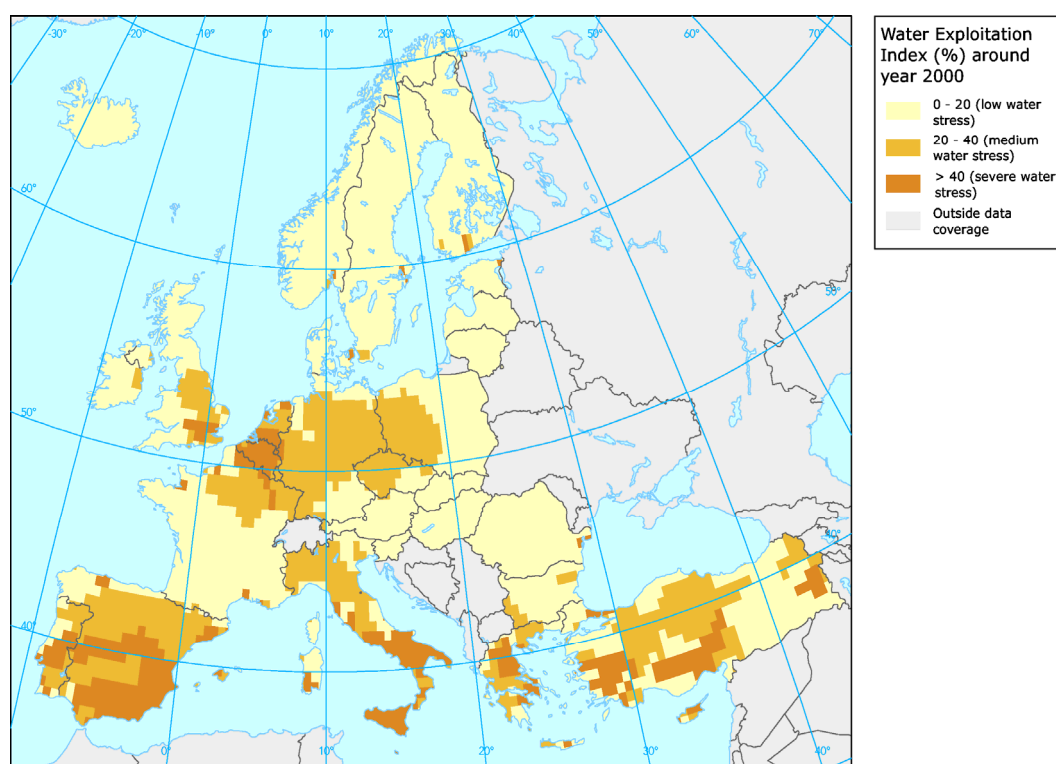 -30°
-20°
-10°
0°
10°
20°
30°
40°
50°
60°
70°
60°
50°
50°
40°
40°
0°
10°
20°
30°
40°
Water Exploitation
Index (%) around
year 2000
0 - 20 (low water
stress)
20 - 40 (medium
water stress)
> 40 (severe water
stress)
Outside data
coverage